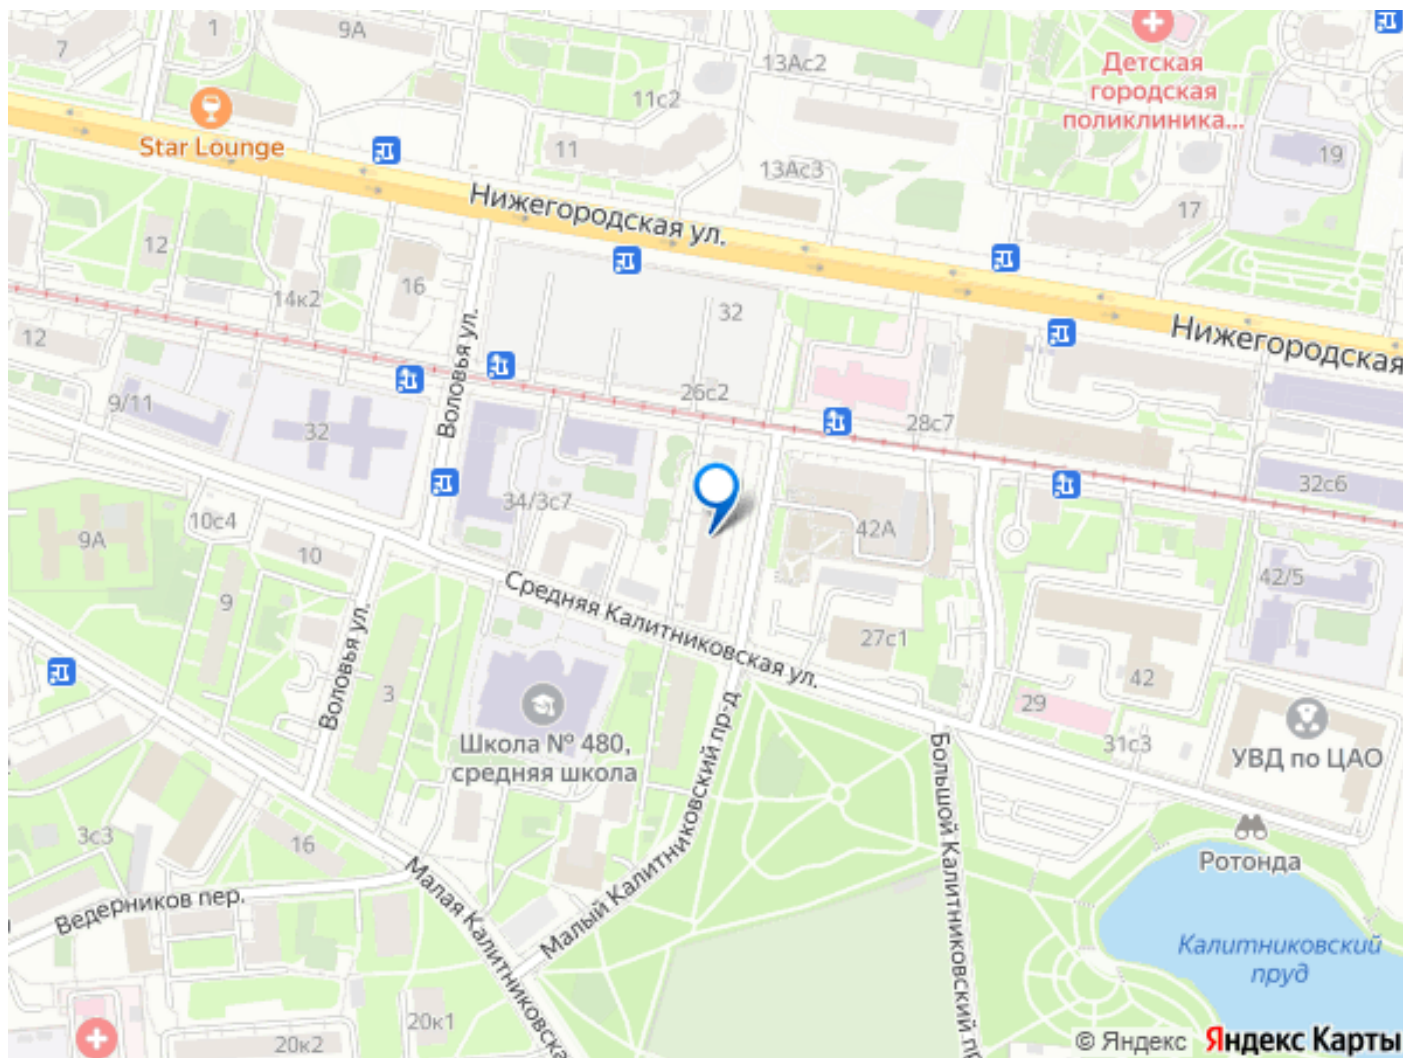 7
1
9А
13Ас2
Детская
городская
поликлиника...
11с2
Star Lounge
11
13Ас3
19
17
Нижегородская ул.
12
14к2
16
32
Нижегородская
12
Воловья ул.
26с2
9/11
32
28с7
34/3с7
32с6
10с4
42А
9А
10
42/5
9
Средняя Калитниковская ул.
27с1
Воловья ул.
3
42
29
31с3
Школа № 480,
средняя школа
УВД по ЦАО
Малый Калитниковский пр-д
Большой Калитниковский пр
3с3
16
Ротонда
Ведерников пер.
Малая Калитниковска
Калитниковский
пруд
20к1
20к2
© Яндекс Яндекс Карты